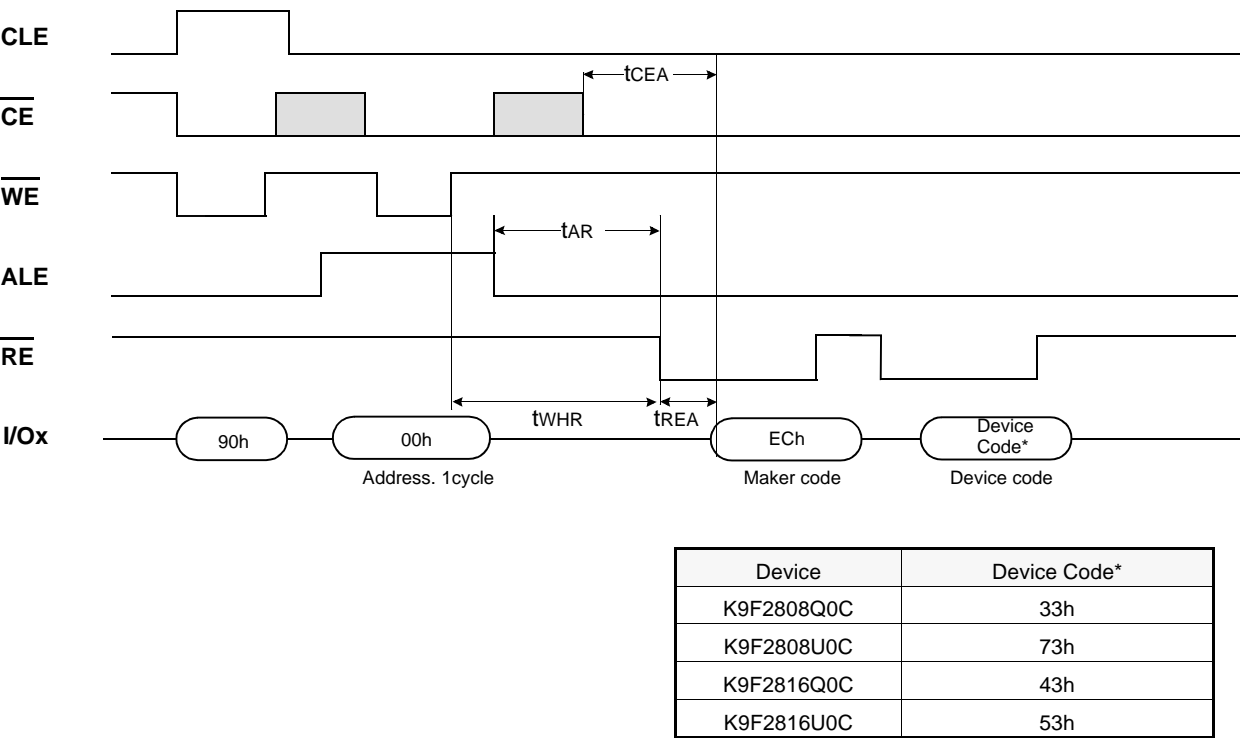 CLE
tCEA
CE
WE
tAR
ALE
RE
tWHR
tREA
I/Ox
90h
00h
ECh
Device
Code*
Address. 1cycle
Maker code
Device code
Device Device Code*
K9F2808Q0C 33h
K9F2808U0C 73h
K9F2816Q0C 43h
K9F2816U0C 53h